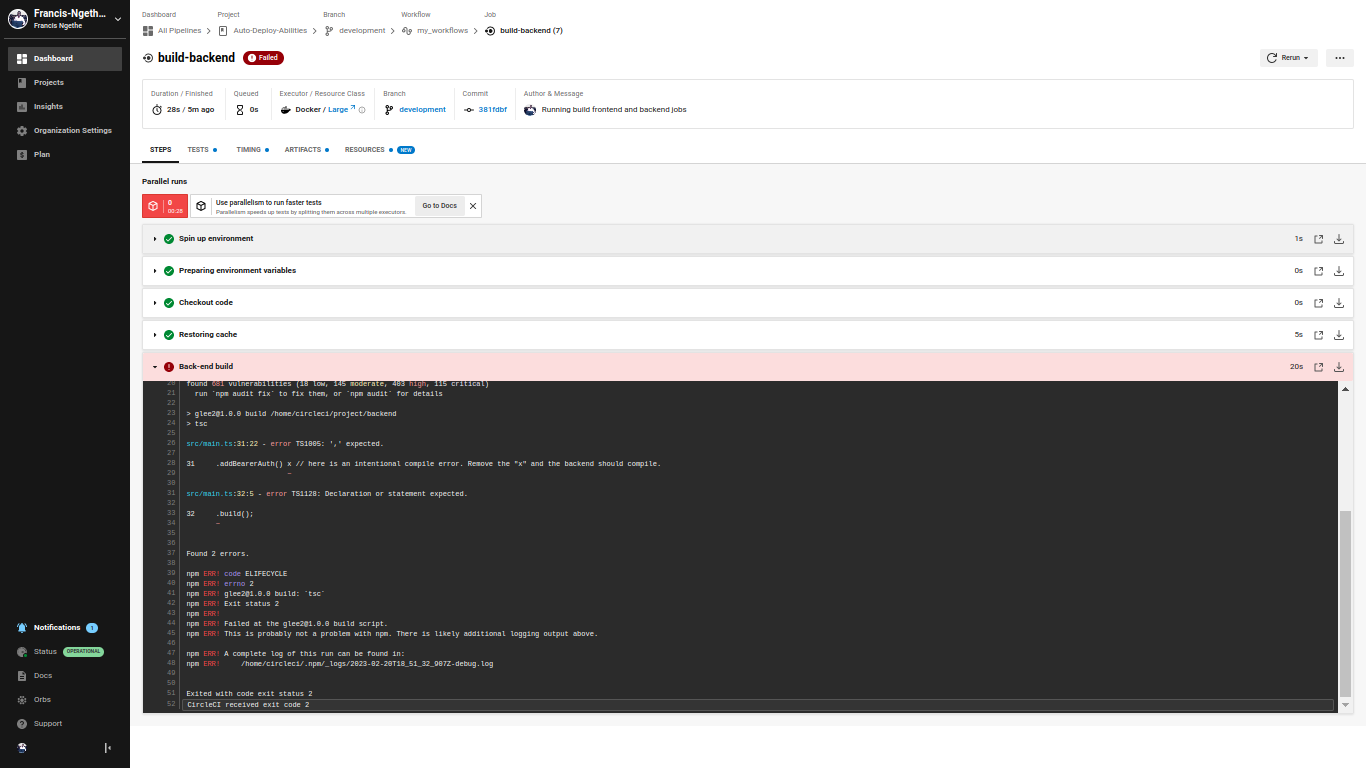 Francis-Ngeth...
Francis Ngethe
Dashboard
Projects
Insights
Organization Settings
Plan
Notifications 1
Status OPERATIONAL
Docs
Orbs
Support
Dashboard Project Branch Workflow Job
All Pipelines Auto-Deploy-Abilities development my_workflows build-backend (7)
build-backend Failed
Rerun
Duration / Finished Queued Executor / Resource Class Branch Commit Author & Message
28s / 5m ago 0s Docker / Large development 381fdbf Running build frontend and backend jobs
STEPS TESTS TIMING ARTIFACTS RESOURCES NEW
Parallel runs
0
00:28
Use parallelism to run faster tests
Parallelism speeds up tests by splitting them across multiple executors.
Go to Docs
Spin up environment 1s
Preparing environment variables 0s
Checkout code 0s
Restoring cache 5s
Back-end build 20s
20 found 681 vulnerabilities (18 low, 145 moderate, 403 high, 115 critical)
21 run `npm audit fix` to fix them, or `npm audit` for details
22
23 > glee2@1.0.0 build /home/circleci/project/backend
24 > tsc
25
26 src/main.ts:31:22 - error TS1005: ',' expected.
27
28 31 .addBearerAuth() x // here is an intentional compile error. Remove the "x" and the backend should compile.
29 ~
30
31 src/main.ts:32:5 - error TS1128: Declaration or statement expected.
32
33 32 .build();
34 ~
35
36
37 Found 2 errors.
38
39 npm ERR! code ELIFECYCLE
40 npm ERR! errno 2
41 npm ERR! glee2@1.0.0 build: `tsc`
42 npm ERR! Exit status 2
43 npm ERR!
44 npm ERR! Failed at the glee2@1.0.0 build script.
45 npm ERR! This is probably not a problem with npm. There is likely additional logging output above.
46
47 npm ERR! A complete log of this run can be found in:
48 npm ERR! /home/circleci/.npm/_logs/2023-02-20T18_51_32_907Z-debug.log
49
50
51 Exited with code exit status 2
52 CircleCI received exit code 2